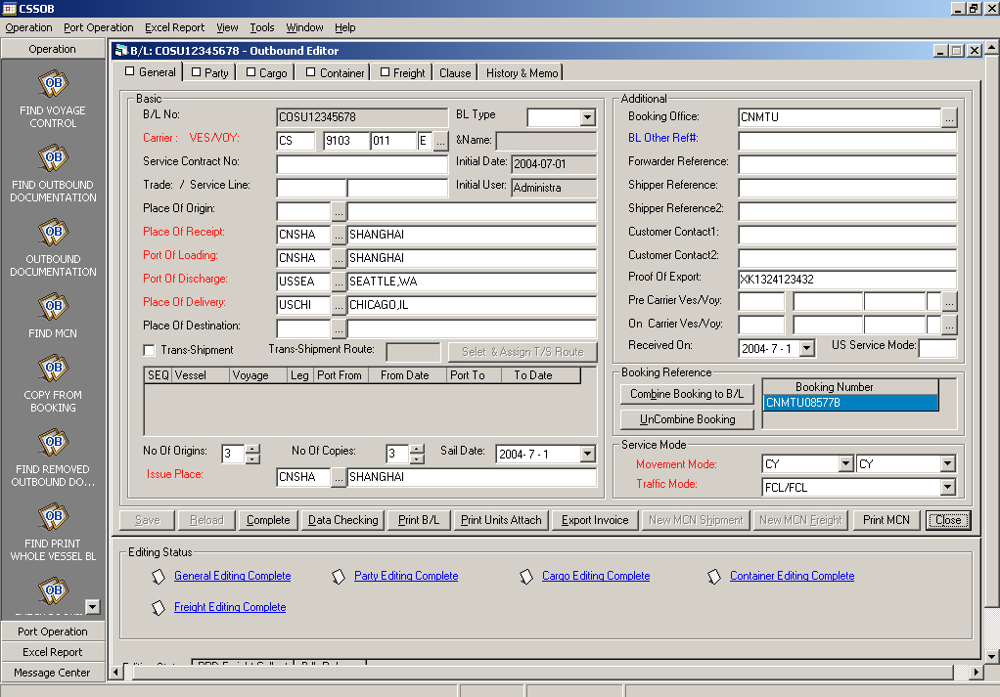 CSSOB
Operation Port Operation Excel Report View Tools Window Help
Operation
FIND VOYAGE
CONTROL
FIND OUTBOUND
DOCUMENTATION
OUTBOUND
DOCUMENTATION
FIND MCN
COPY FROM
BOOKING
FIND REMOVED
OUTBOUND DO...
FIND PRINT
WHOLE VESSEL BL
Port Operation
Excel Report
Message Center
B/L: COSU12345678 - Outbound Editor
General Party Cargo Container Freight Clause History & Memo
Basic
B/L No: COSU12345678 BL Type
Carrier : VES/VOY: CS 9103 011 E ... &Name:
Service Contract No: Initial Date: 2004-07-01
Trade: / Service Line: Initial User: Administra
Place Of Origin: ...
Place Of Receipt: CNSHA ... SHANGHAI
Port Of Loading: CNSHA ... SHANGHAI
Port Of Discharge: USSEA ... SEATTLE,WA
Place Of Delivery: USCHI ... CHICAGO,IL
Place Of Destination: ...
Trans-Shipment Trans-Shipment Route: Selet & Assign T/S Route
SEQ Vessel Voyage Leg Port From From Date Port To To Date
No Of Origins: 3 No Of Copies: 3 Sail Date: 2004- 7 - 1
Issue Place: CNSHA ... SHANGHAI
Additional
Booking Office: CNMTU ...
BL Other Ref#:
Forwarder Reference:
Shipper Reference:
Shipper Reference2:
Customer Contact1:
Customer Contact2:
Proof Of Export: XK1324123432
Pre Carrier Ves/Voy: ...
On Carrier Ves/Voy: ...
Received On: 2004- 7 - 1 US Service Mode:
Booking Reference
Combine Booking to B/L
UnCombine Booking
Booking Number
CNMTU08577B
Service Mode
Movement Mode: CY CY
Traffic Mode: FCL/FCL
Save Reload Complete Data Checking Print B/L Print Units Attach Export Invoice New MCN Shipment New MCN Freight Print MCN Close
Editing Status
General Editing Complete Party Editing Complete Cargo Editing Complete Container Editing Complete
Freight Editing Complete